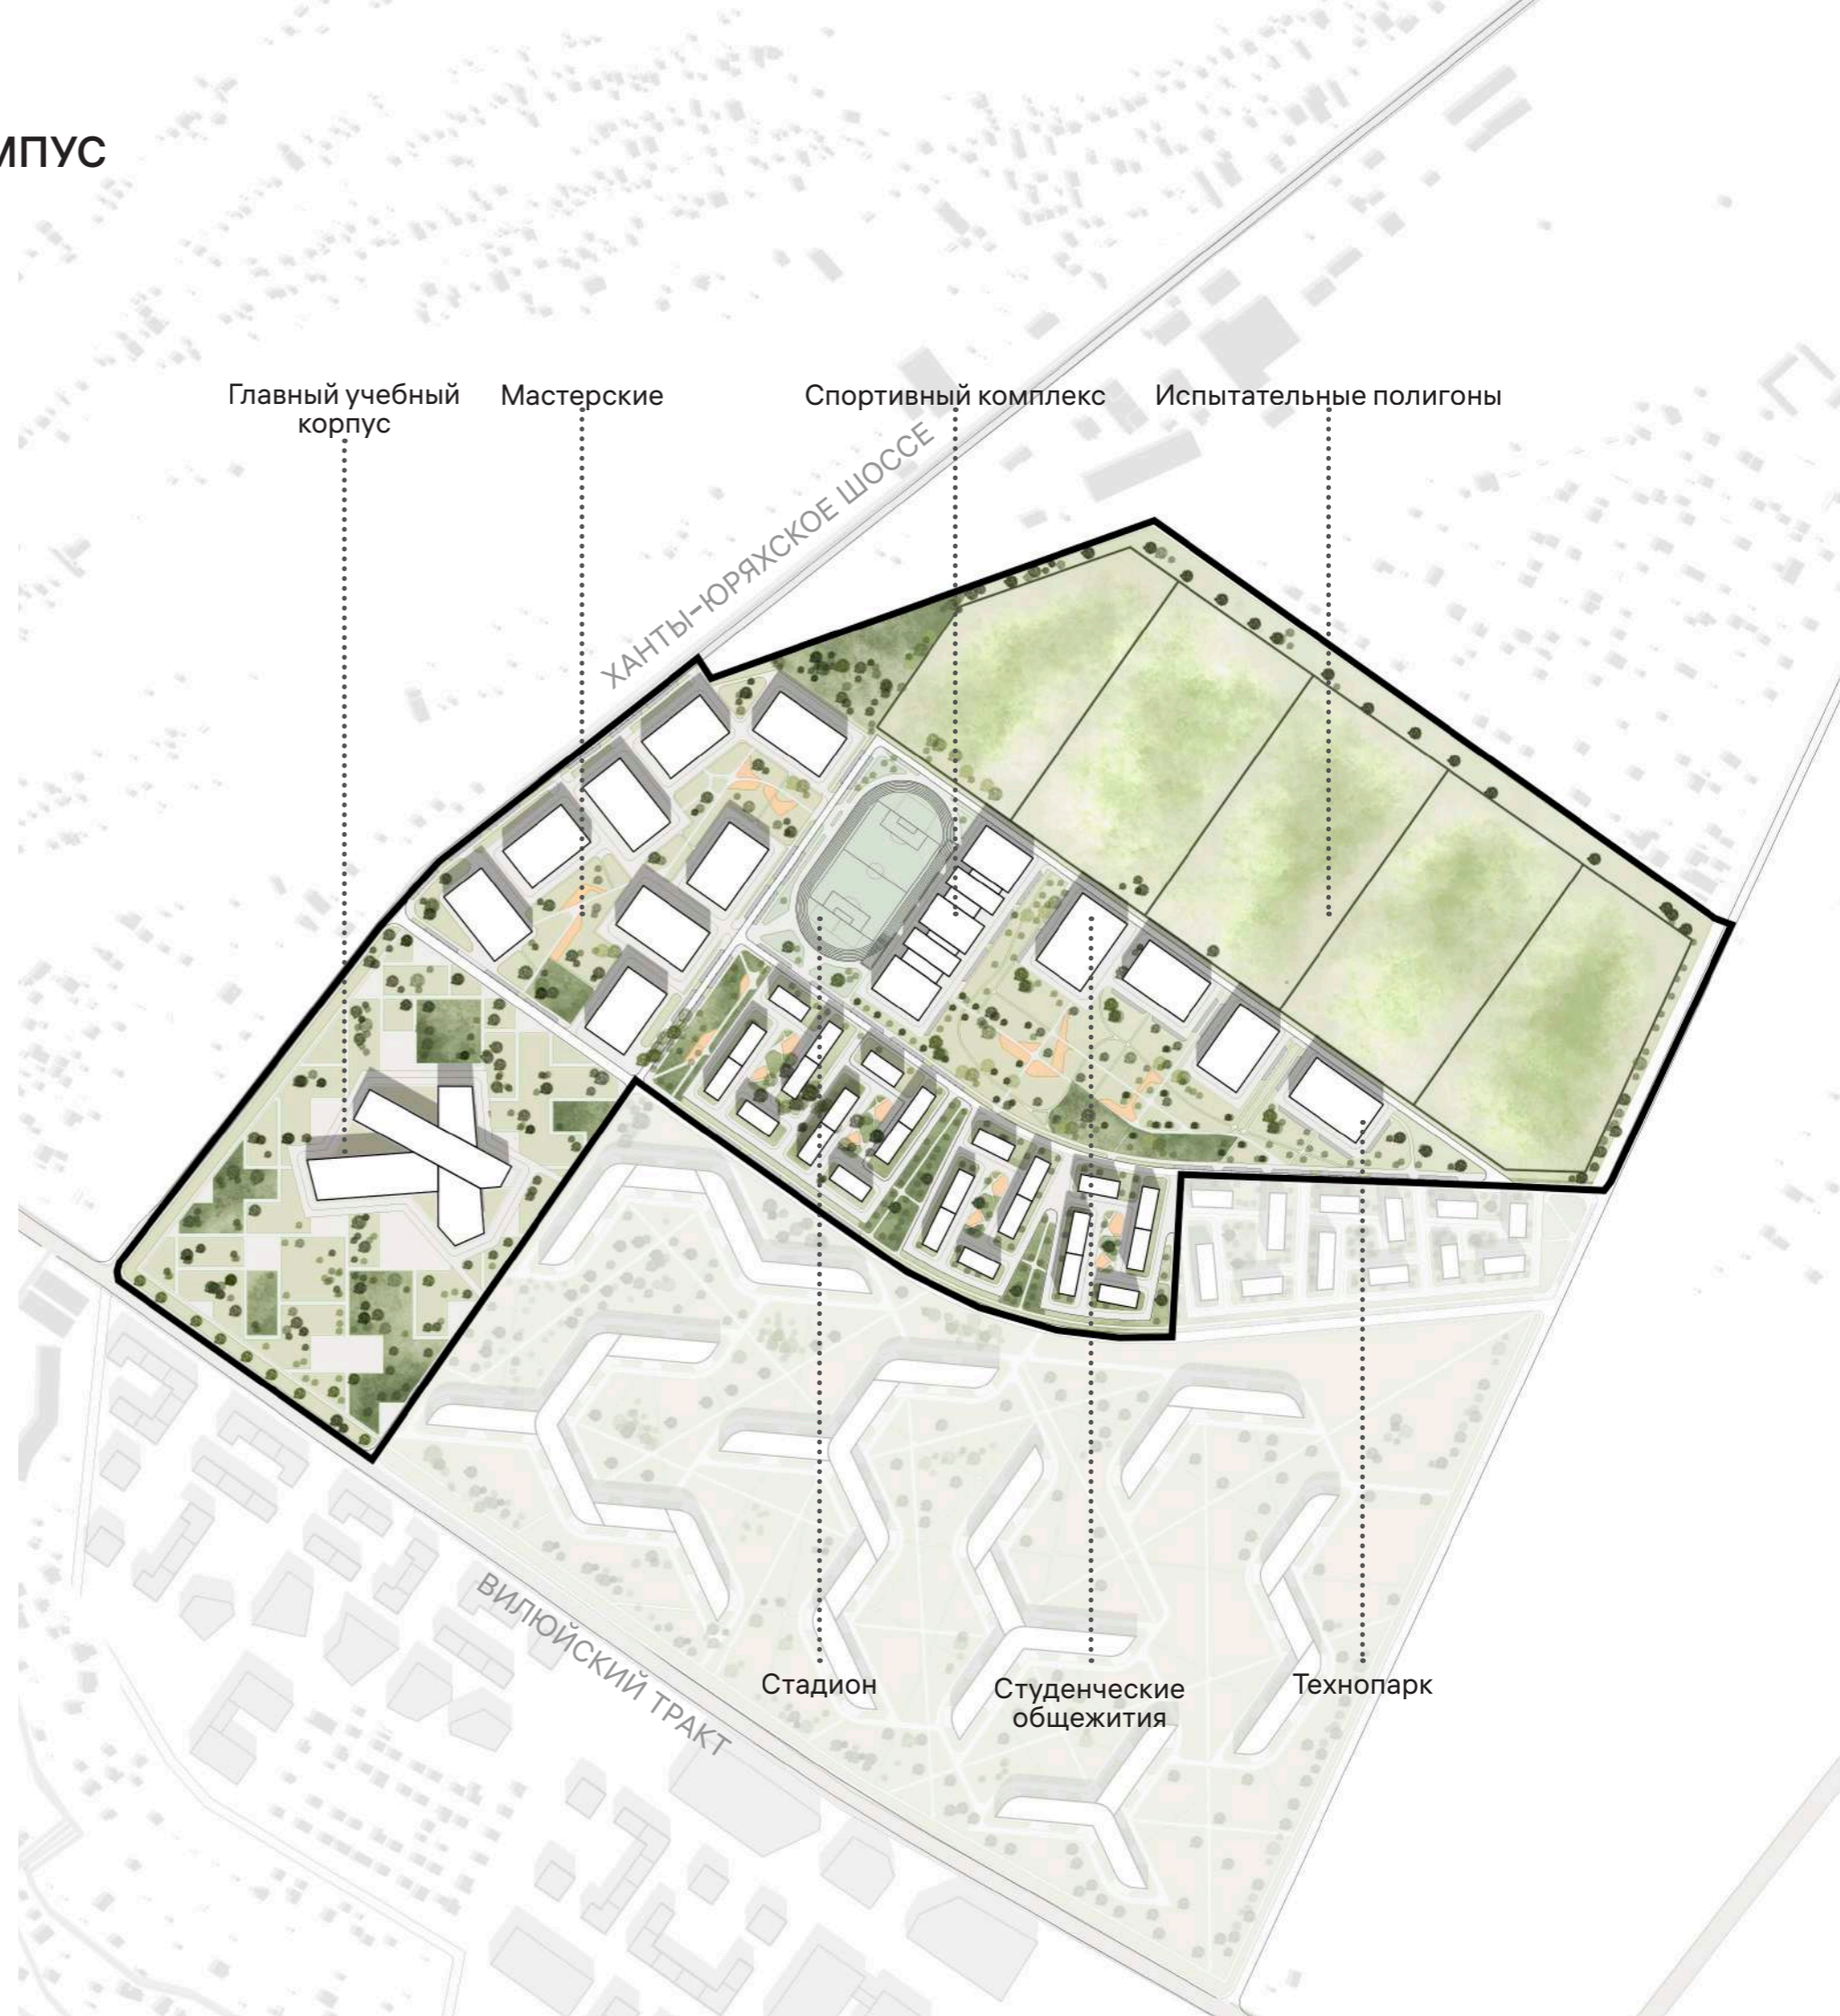 МПУС
Главный учебный
корпус
Мастерские
Спортивный комплекс
Испытательные полигоны
ХАНТЫ-ЮРЯХСКОЕ ШОССЕ
ВИЛЮЙСКИЙ ТРАКТ
Стадион
Студенческие
общежития
Технопарк